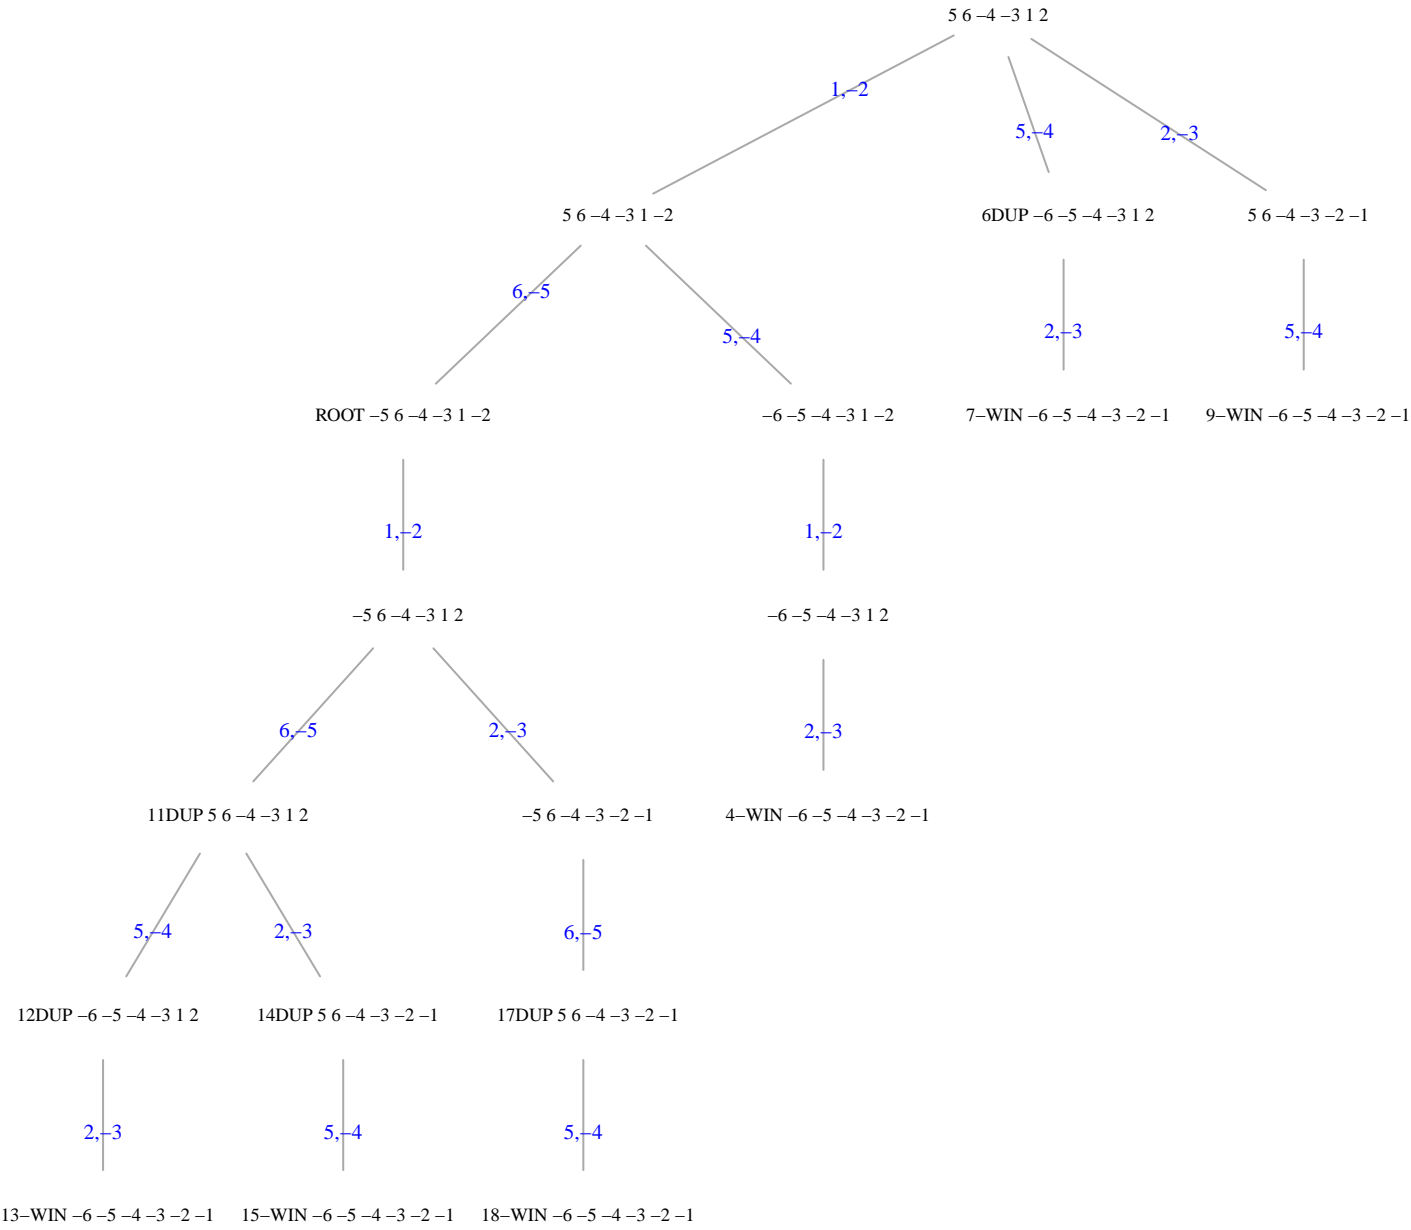 5 6 –4 –3 1 2
1,–2
5,–4
2,–3
5 6 –4 –3 1 –2
6DUP –6 –5 –4 –3 1 2
5 6 –4 –3 –2 –1
6,–5
5,–4
2,–3
5,–4
ROOT –5 6 –4 –3 1 –2
–6 –5 –4 –3 1 –2
7–WIN –6 –5 –4 –3 –2 –1
9–WIN –6 –5 –4 –3 –2 –1
1,–2
1,–2
–5 6 –4 –3 1 2
–6 –5 –4 –3 1 2
6,–5
2,–3
2,–3
11DUP 5 6 –4 –3 1 2
–5 6 –4 –3 –2 –1
4–WIN –6 –5 –4 –3 –2 –1
5,–4
2,–3
6,–5
12DUP –6 –5 –4 –3 1 2
14DUP 5 6 –4 –3 –2 –1
17DUP 5 6 –4 –3 –2 –1
2,–3
5,–4
5,–4
13–WIN –6 –5 –4 –3 –2 –1
15–WIN –6 –5 –4 –3 –2 –1
18–WIN –6 –5 –4 –3 –2 –1